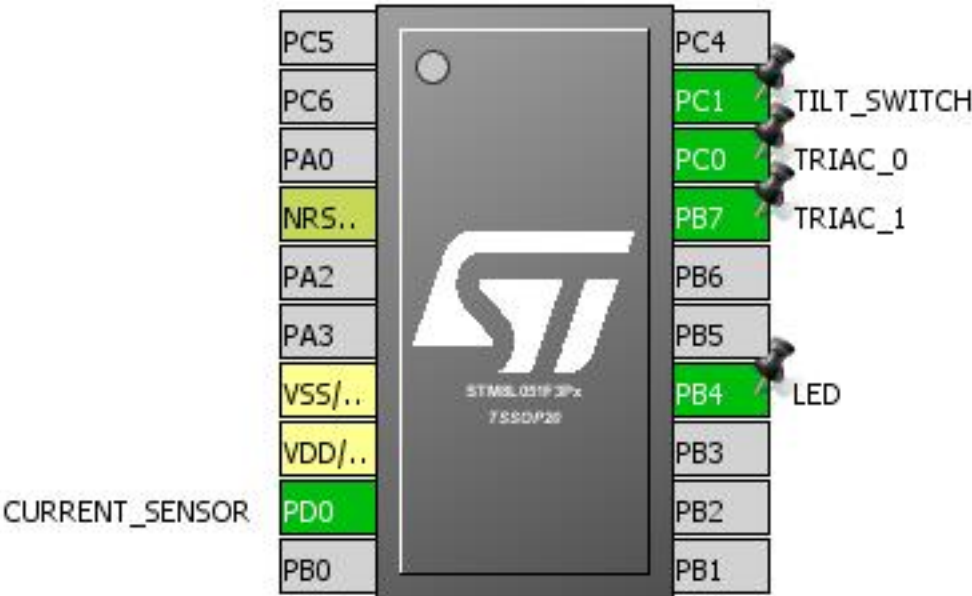 PC5
PC6
PA0
NRS..
PA2
PA3
VSS/..
VDD/..
CURRENT_SENSOR PD0
PB0
STM8L051F3Px
TSSOP20
PC4
PC1 TILT_SWITCH
PC0 TRIAC_0
PB7 TRIAC_1
PB6
PB5
PB4 LED
PB3
PB2
PB1